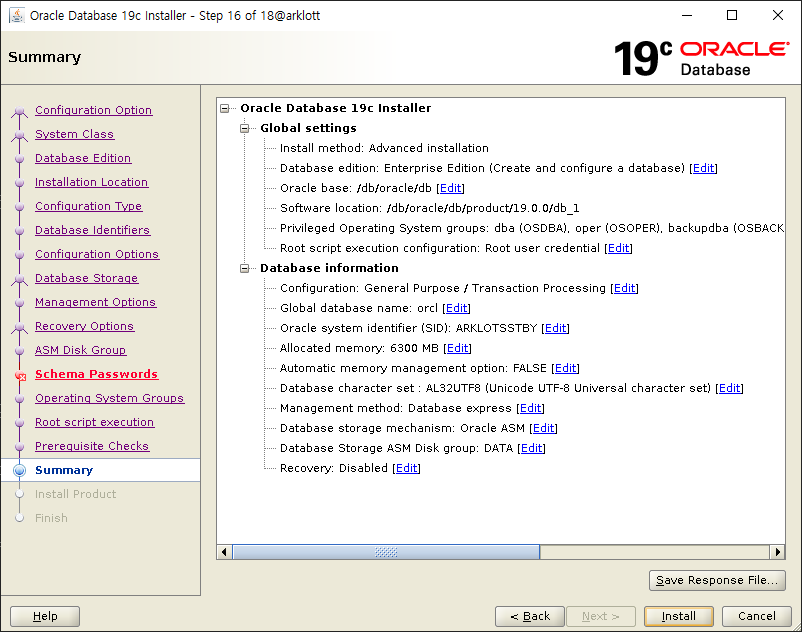 Oracle Database 19c Installer - Step 16 of 18@arklott
Summary
19c ORACLE
Database
Configuration Option
System Class
Database Edition
Installation Location
Configuration Type
Database Identifiers
Configuration Options
Database Storage
Management Options
Recovery Options
ASM Disk Group
Schema Passwords
Operating System Groups
Root script execution
Prerequisite Checks
Summary
Install Product
Finish
Oracle Database 19c Installer
Global settings
Install method: Advanced installation
Database edition: Enterprise Edition (Create and configure a database) [Edit]
Oracle base: /db/oracle/db [Edit]
Software location: /db/oracle/db/product/19.0.0/db_1
Privileged Operating System groups: dba (OSDBA), oper (OSOPER), backupdba (OSBACK
Root script execution configuration: Root user credential [Edit]
Database information
Configuration: General Purpose / Transaction Processing [Edit]
Global database name: orcl [Edit]
Oracle system identifier (SID): ARKLOTSSTBY [Edit]
Allocated memory: 6300 MB [Edit]
Automatic memory management option: FALSE [Edit]
Database character set : AL32UTF8 (Unicode UTF-8 Universal character set) [Edit]
Management method: Database express [Edit]
Database storage mechanism: Oracle ASM [Edit]
Database Storage ASM Disk group: DATA [Edit]
Recovery: Disabled [Edit]
Save Response File...
Help
< Back
Next >
Install
Cancel